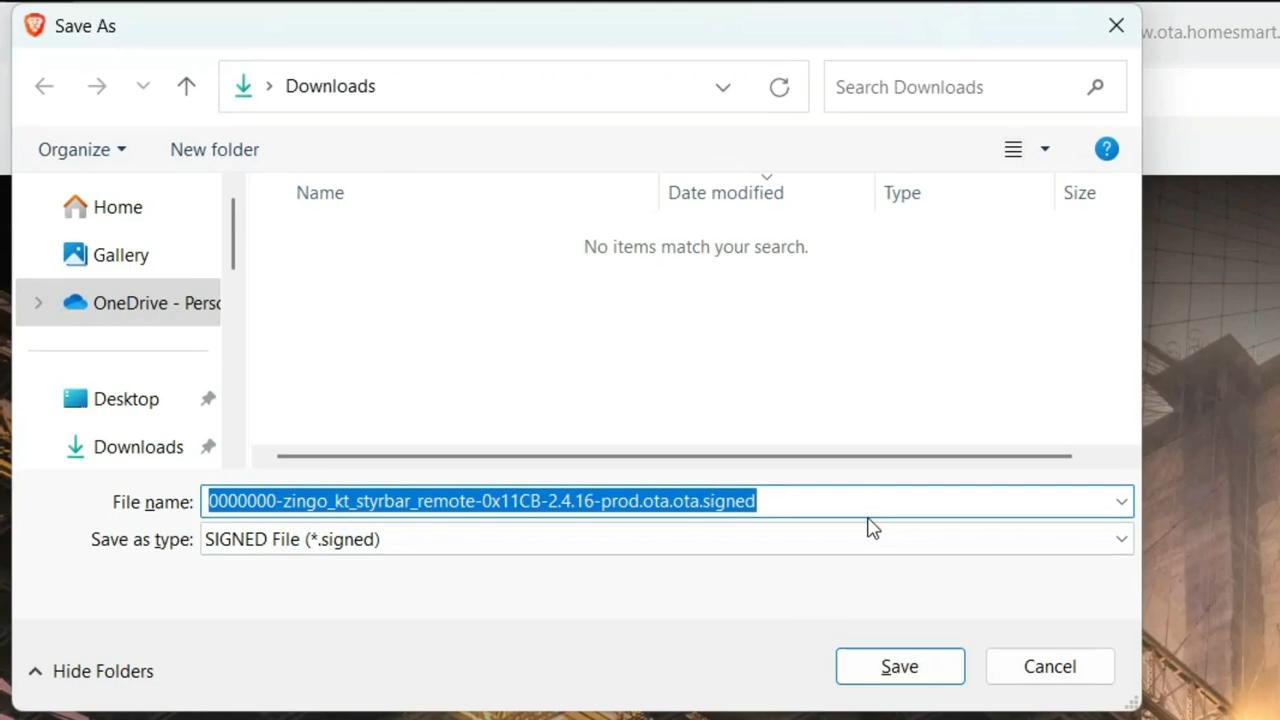 Save As
w.ota.homesmart.
Downloads
Search Downloads
Organize
New folder
?
Name
Date modified
Type
Size
Home
No items match your search.
Gallery
OneDrive - Perso
Desktop
Downloads
File name:
0000000-zingo_kt_styrbar_remote-0x11CB-2.4.16-prod.ota.ota.signed
Save as type:
SIGNED File (*.signed)
Hide Folders
Save
Cancel